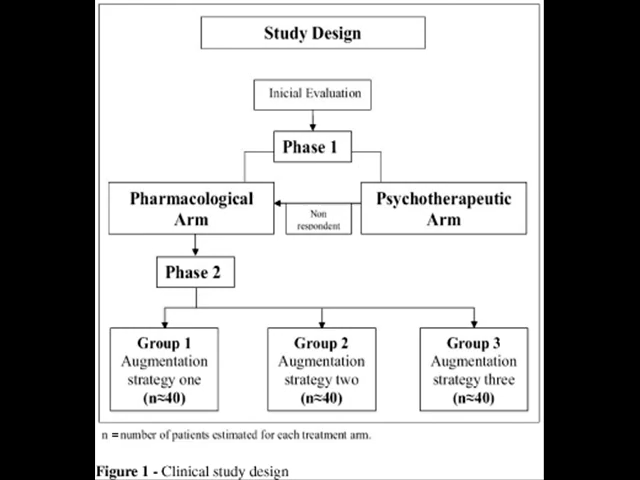 Study Design
Inicial Evaluation
Phase 1
Pharmacological
Arm
Non
respondent
Psychotherapeutic
Arm
Phase 2
Group 1
Augmentation
strategy one
(n≈40)
Group 2
Augmentation
strategy two
(n≈40)
Group 3
Augmentation
strategy three
(n≈40)
n =number of patients estimated for each treatment arm.
Figure 1 - Clinical study design